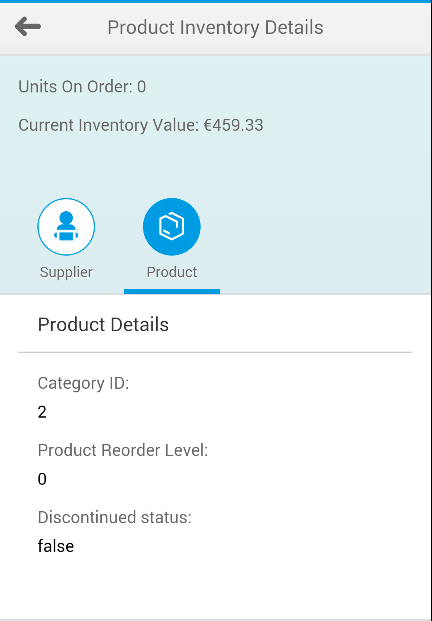 Product Inventory Details
Units On Order: 0
Current Inventory Value: €459.33
Supplier
Product
Product Details
Category ID:
2
Product Reorder Level:
0
Discontinued status:
false